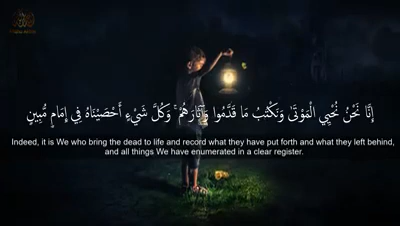 إِنَّا نَحْنُ نُحْيِي الْمَوْتَىٰ وَنَكْتُبُ مَا قَدَّمُوا وَآثَارَهُمْ ۚ وَكُلَّ شَيْءٍ أَحْصَيْنَاهُ فِي إِمَامٍ مُّبِينٍ
Indeed, it is We who bring the dead to life and record what they have put forth and what they left behind,
and all things We have enumerated in a clear register.